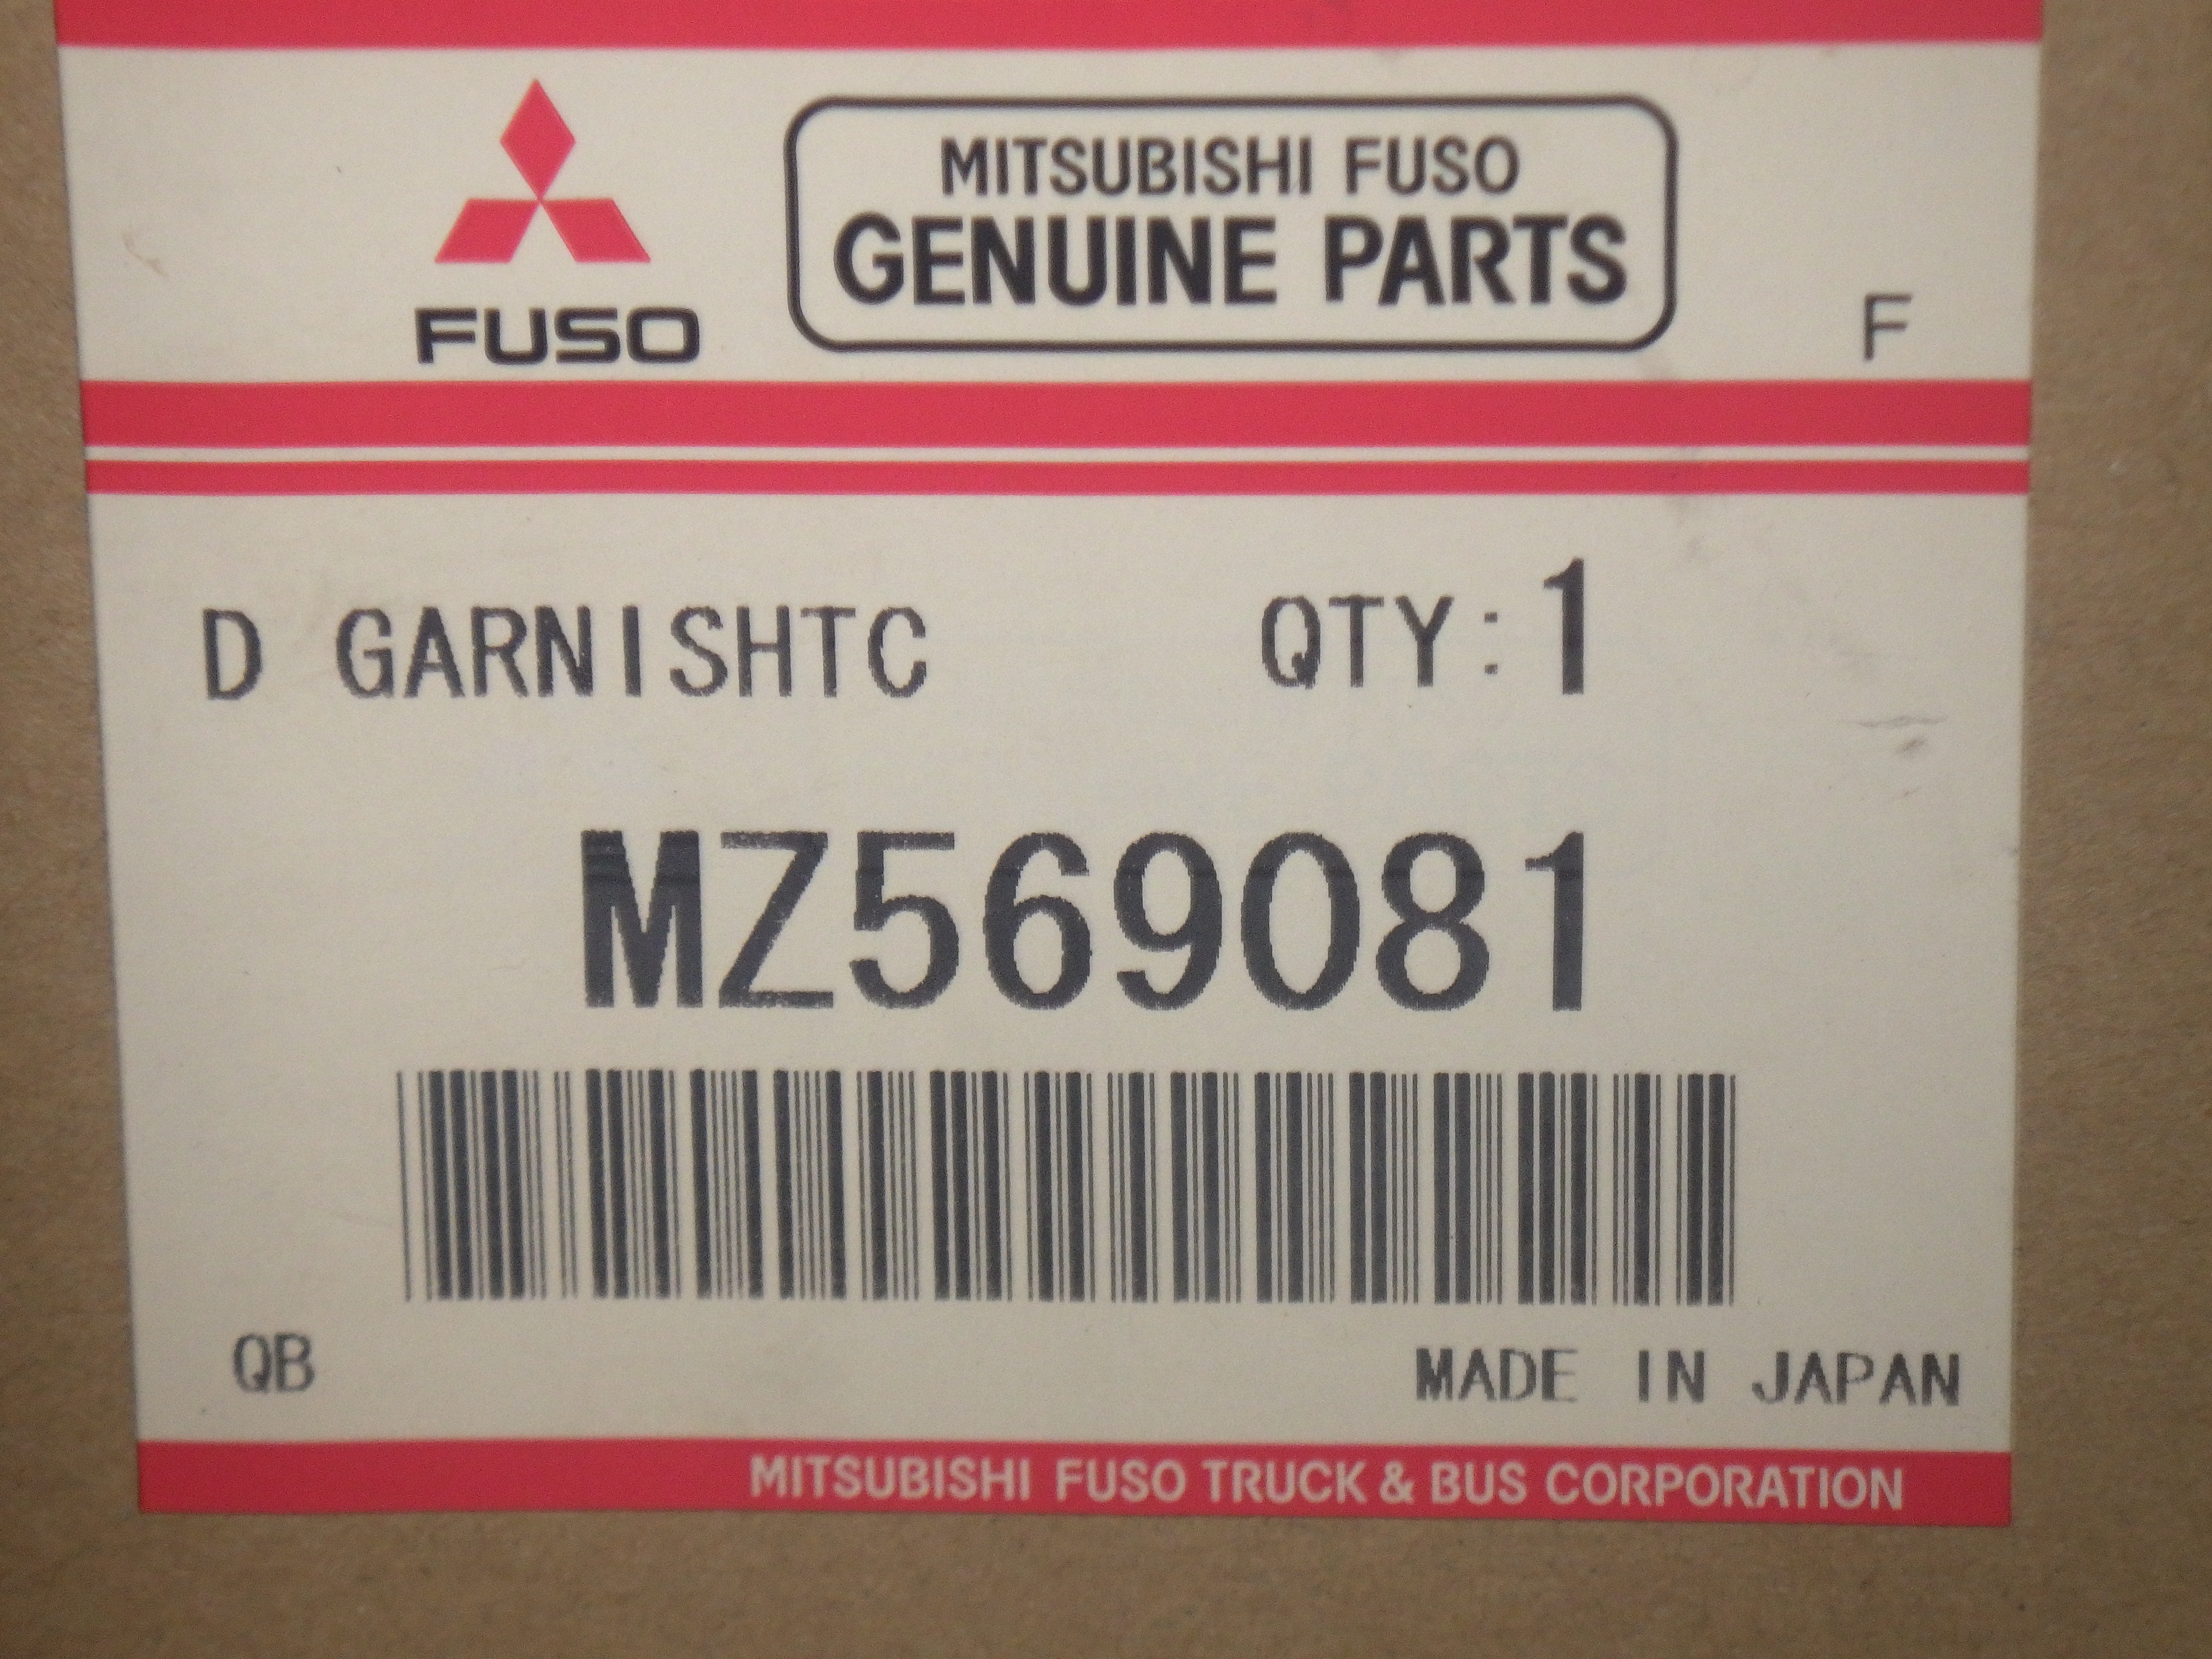 MITSUBISHI FUSO
GENUINE PARTS
FUSO
F
D GARNISHTC QTY:1
MZ569081
QB
MADE IN JAPAN
MITSUBISHI FUSO TRUCK & BUS CORPORATION